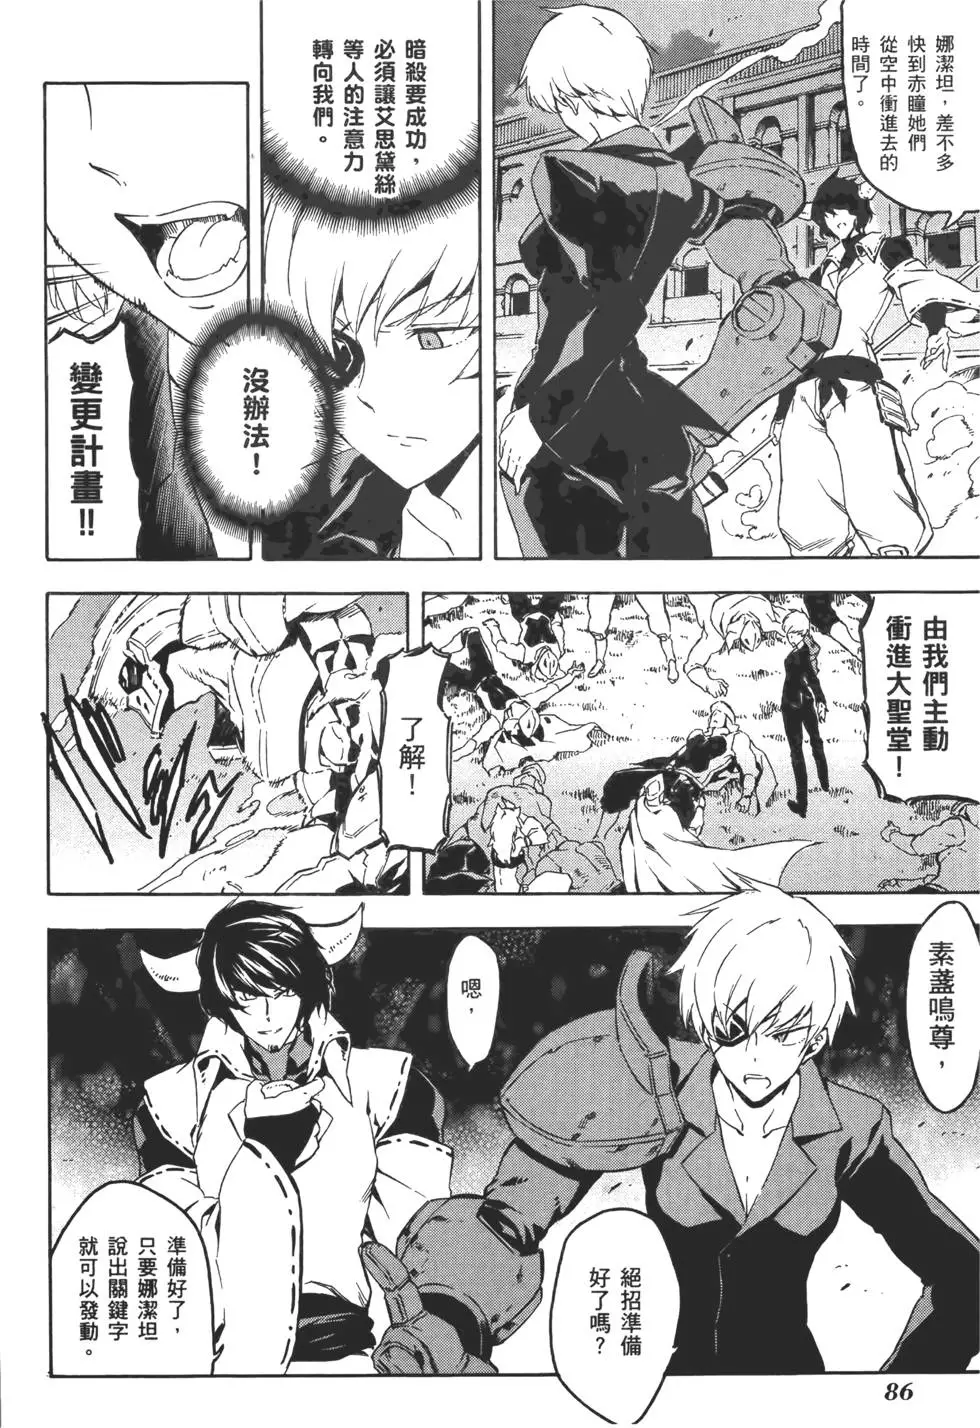 娜潔坦，差不多
快到赤瞳她們
從空中衝進去的
時間了。
暗殺要成功，
必須讓艾思黛絲
等人的注意力
轉向我們。
沒辦法！
變更計畫!!
由我們主動
衝進大聖堂！
了解！
素盞鳴尊，
絕招準備
好了嗎？
嗯，
準備好了，
只要娜潔坦
說出關鍵字
就可以發動。
86